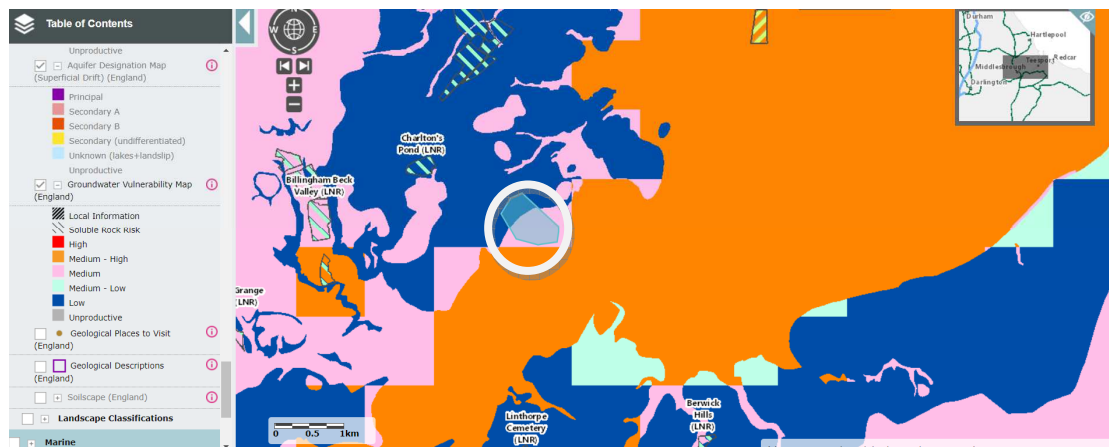 Table of Contents
Unproductive
Aquifer Designation Map
(Superficial Drift) (England)
Principal
Secondary A
Secondary B
Secondary (undifferentiated)
Unknown (lakes+landslip)
Unproductive
Groundwater Vulnerability Map
(England)
Local Information
Soluble Rock Risk
High
Medium - High
Medium
Medium - Low
Low
Unproductive
Geological Places to Visit
(England)
Geological Descriptions
(England)
Soilscape (England)
Landscape Classifications
Marine
N
W
E
S
Charlton's
Pond (LNR)
Billingham Beck
Valley (LNR)
Grange
(LNR)
Linthorpe
Cemetery
(LNR)
Berwick
Hills
(LNR)
0 0.5 1km
Durham
Hartlepool
Teesport
Redcar
Middlesbrough
Darlington